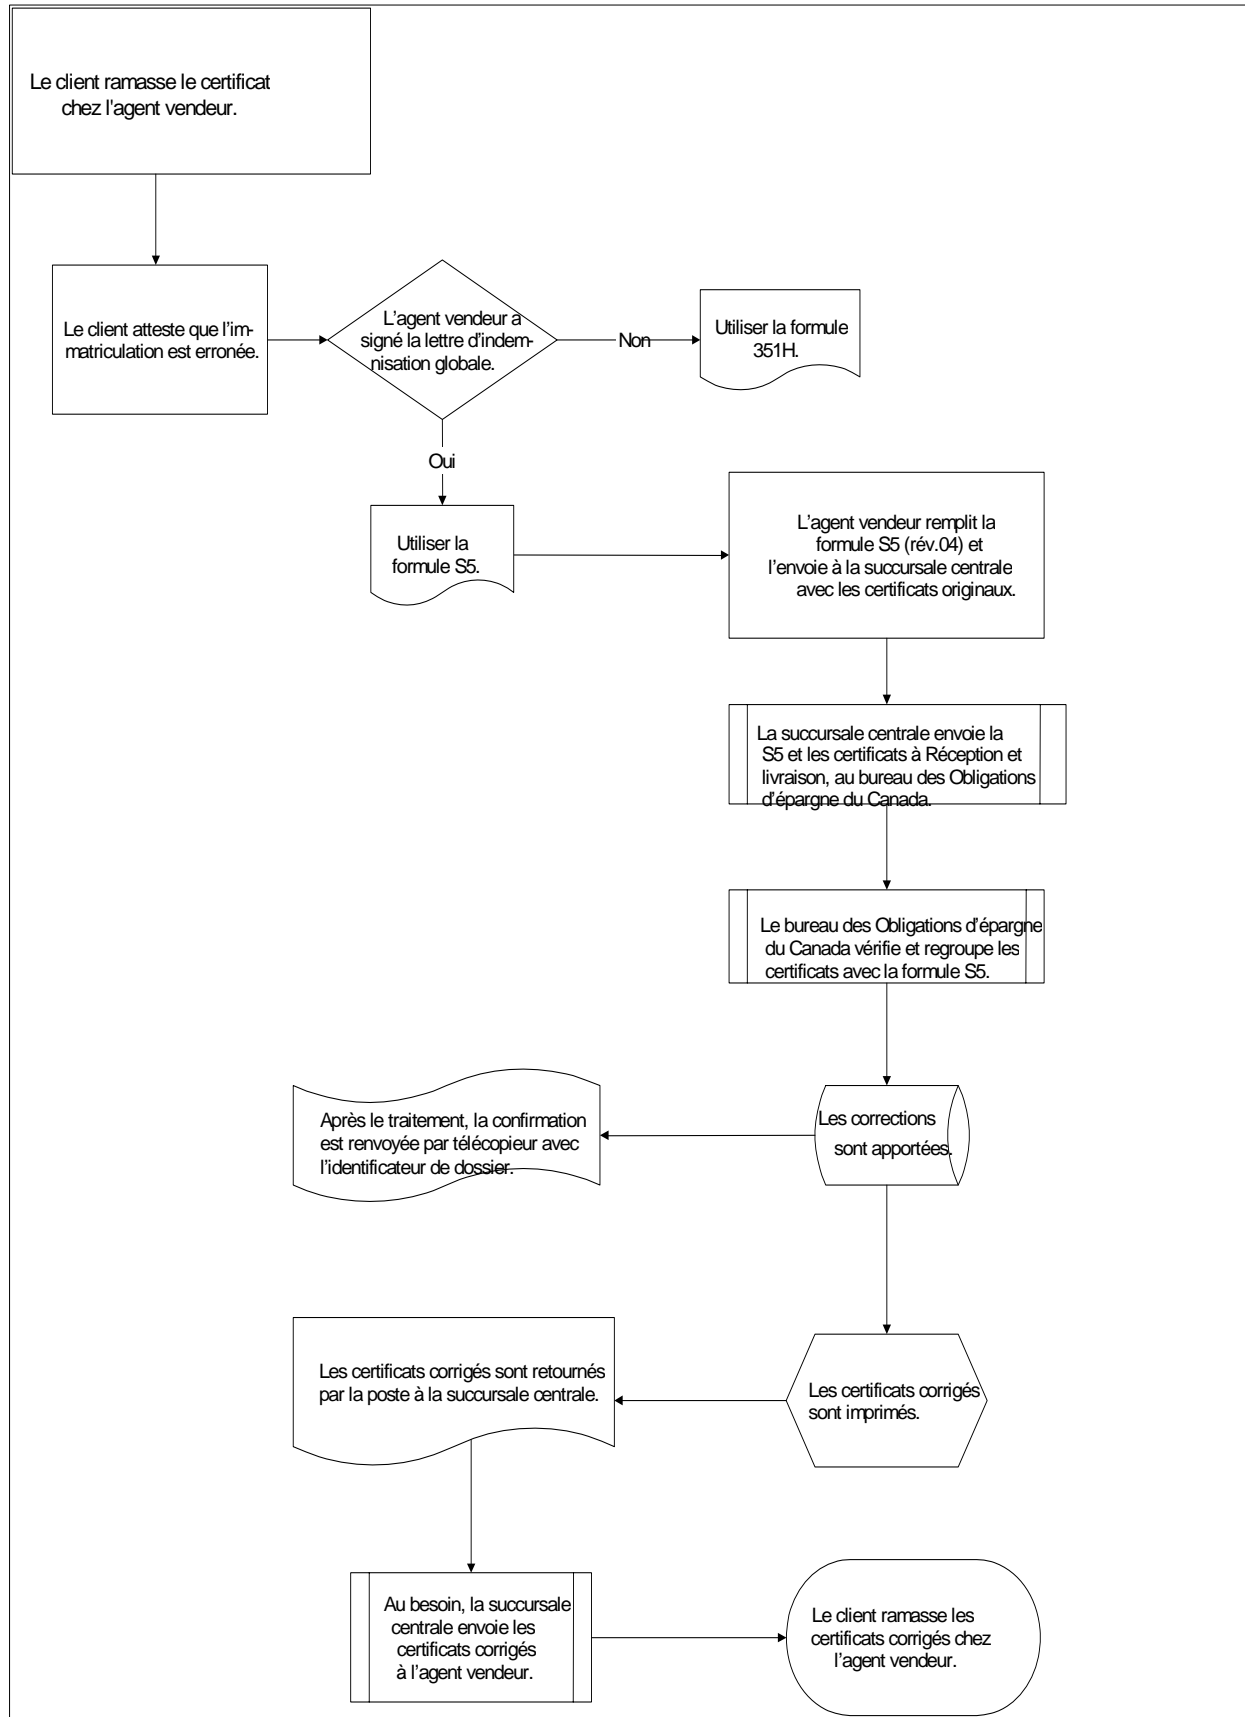 Le client ramasse le certificat
chez l'agent vendeur.
Le client atteste que l'im-
matriculation est erronée.
L'agent vendeur a
signé la lettre d'indem-
nisation globale.
Non
Utiliser la formule
351H.
Oui
Utiliser la
formule S5.
L'agent vendeur remplit la
formule S5 (rév.04) et
l'envoie à la succursale centrale
avec les certificats originaux.
La succursale centrale envoie la
S5 et les certificats à Réception et
livraison, au bureau des Obligations
d'épargne du Canada.
Le bureau des Obligations d'épargne
du Canada vérifie et regroupe les
certificats avec la formule S5.
Les corrections
sont apportées.
Après le traitement, la confirmation
est renvoyée par télécopieur avec
l'identificateur de dossier.
Les certificats corrigés
sont imprimés.
Les certificats corrigés sont retournés
par la poste à la succursale centrale.
Au besoin, la succursale
centrale envoie les
certificats corrigés
à l'agent vendeur.
Le client ramasse les
certificats corrigés chez
l'agent vendeur.